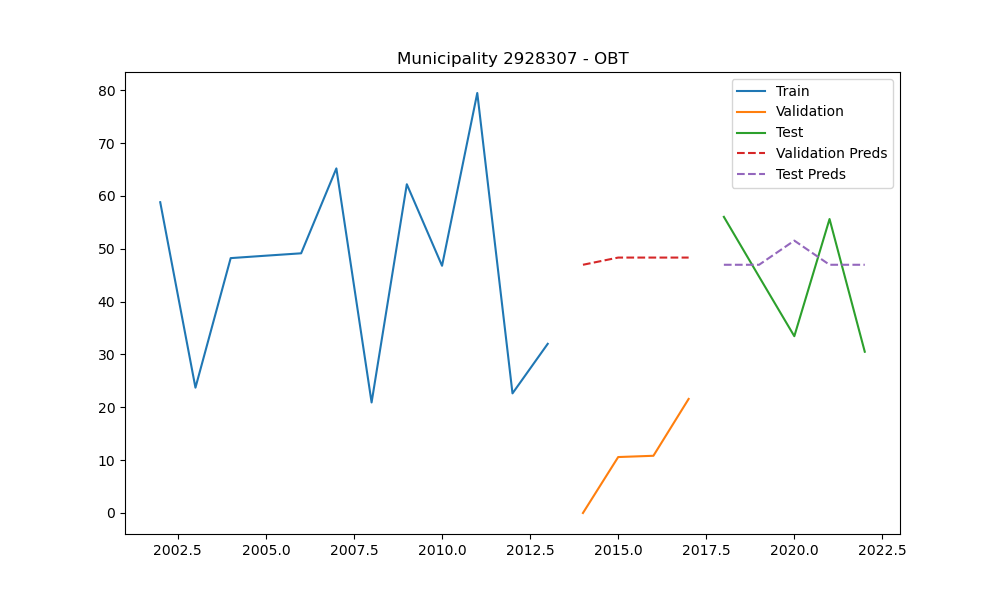 Municipality 2928307 - OBT
Train
Validation
Test
Validation Preds
Test Preds
80
70
60
50
40
30
20
10
0
2002.5 2005.0 2007.5 2010.0 2012.5 2015.0 2017.5 2020.0 2022.5